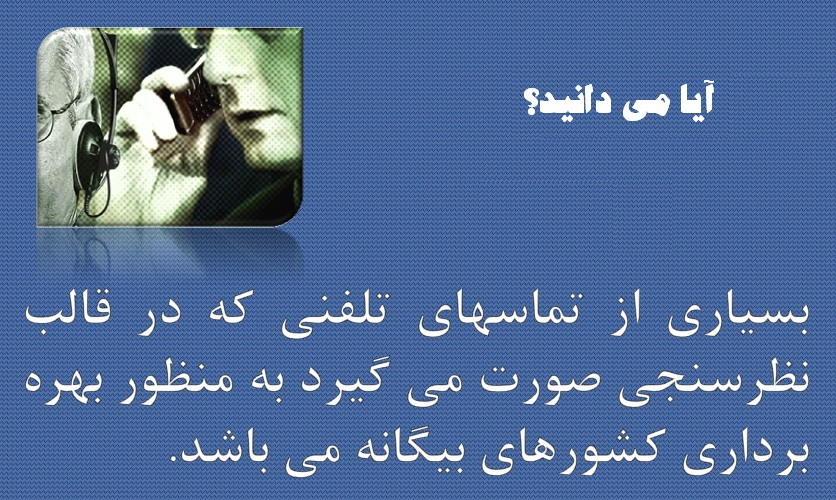 آیا می دانید؟
بسیاری از تماسهای تلفنی که در قالب
نظرسنجی صورت می گیرد به منظور بهره
برداری کشورهای بیگانه می باشد.